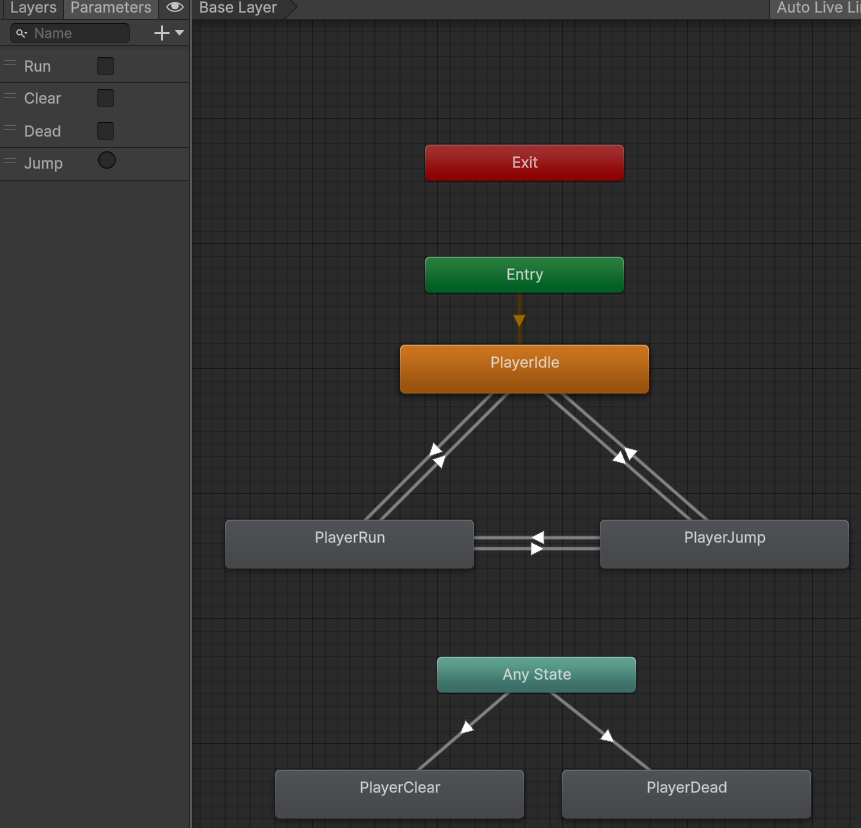 Layers Parameters
Base Layer
Auto Live Li
Name
Run
Clear
Dead
Jump
Exit
Entry
PlayerIdle
PlayerRun
PlayerJump
Any State
PlayerClear
PlayerDead